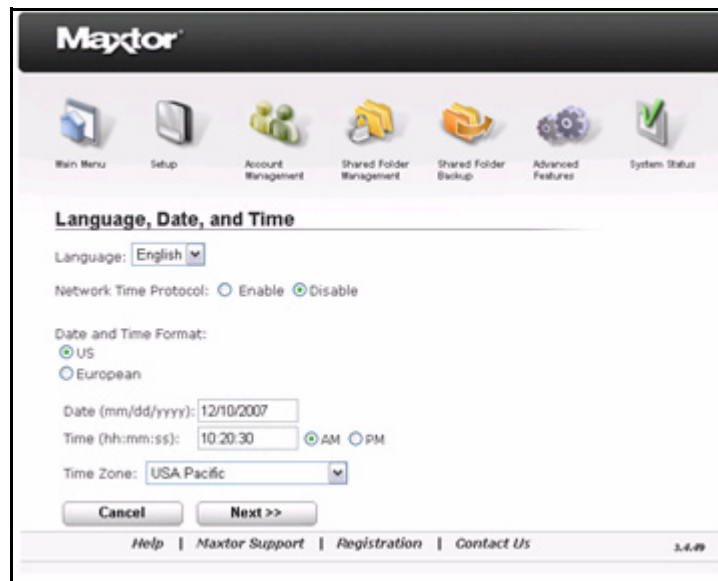 Maxtor
Main Menu
Setup
Account Management
Shared Folder Management
Shared Folder Backup
Advanced Features
System Status
Language, Date, and Time
Language: English
Network Time Protocol: Enable Disable
Date and Time Format:
US
European
Date (mm/dd/yyyy): 12/10/2007
Time (hh:mm:ss): 10:20:30 AM PM
Time Zone: USA Pacific
Cancel Next >>
Help | Maxtor Support | Registration | Contact Us